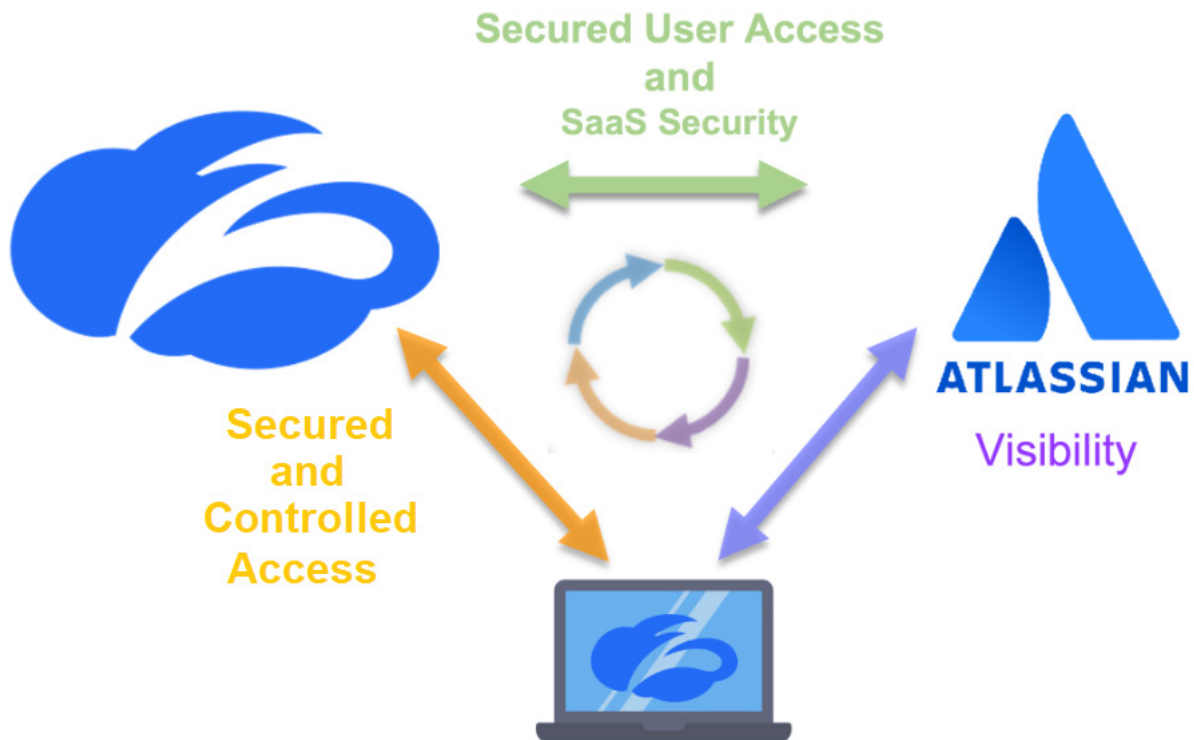 Secured User Access
and
SaaS Security
ATLASSIAN
Visibility
Secured
and
Controlled
Access